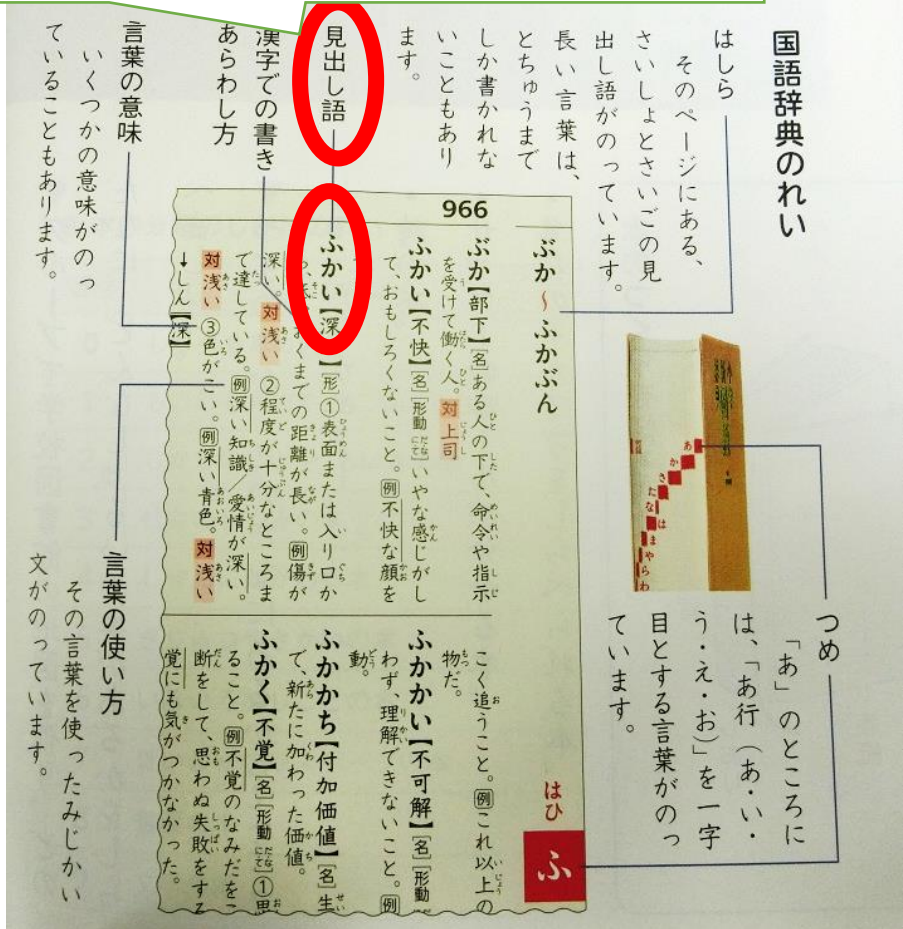 国語辞典のれい
はしら
そのページにある、
さいしょとさいごの見
出し語がのっています。
長い言葉は、
とちゅうまで
しか書かれな
いこともあり
ます。
見出し語
漢字での書き
あらわし方
言葉の意味
いくつかの意味がのっ
ていることもあります。
966
ぶか〜ふかぶん
ぶか【部下】[名]ある人の下で、命令や指示
を受けて働く人。対上司
ふかい【不快】[名][形動]いやな感じがし
て、おもしろくないこと。例不快な顔を
ふかい【深】[形]①表面または入り口か
くまでの距離が長い。例傷が
深い。対浅い ②程度が十分なところま
で達している。例深い知識/愛情が深い。
対浅い ③色がこい。例深い青色。対浅い
→しん【深】
こく追うこと。例これ以上の
物だ。
ふかかい【不可解】[名][形動
わず、理解できないこと。例
動。
ふかかち【付加価値】[名]生
で、新たに加わった価値。
ふかく【不覚】[名][形動]①思
ること。例不覚のなみだをこ
断をして、思わぬ失敗をする
覚にも気がつかなかった。
はひ
ふ
あ
か
さ
た
な
は
ま
や
ら
わ
つめ
「あ」のところに
は、「あ行(あ・い・
う・え・お)」を一字
目とする言葉がのっ
ています。
言葉の使い方
その言葉を使ったみじかい
文がのっています。